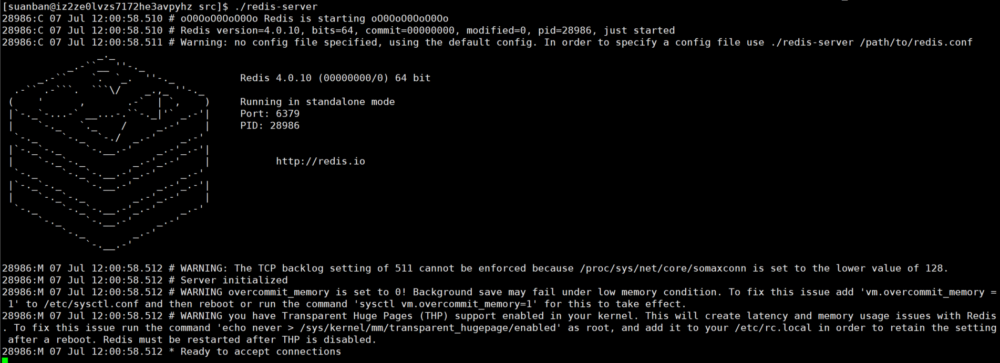 [suanban@iz2ze0lvzs7172he3avpyhz src]$ ./redis-server
28986:C 07 Jul 12:00:58.510 # oO0OoO0OoO0Oo Redis is starting oO0OoO0OoO0Oo
28986:C 07 Jul 12:00:58.510 # Redis version=4.0.10, bits=64, commit=00000000, modified=0, pid=28986, just started
28986:C 07 Jul 12:00:58.511 # Warning: no config file specified, using the default config. In order to specify a config file use ./redis-server /path/to/redis.conf
Redis 4.0.10 (00000000/0) 64 bit
Running in standalone mode
Port: 6379
PID: 28986
http://redis.io
28986:M 07 Jul 12:00:58.512 # WARNING: The TCP backlog setting of 511 cannot be enforced because /proc/sys/net/core/somaxconn is set to the lower value of 128.
28986:M 07 Jul 12:00:58.512 # Server initialized
28986:M 07 Jul 12:00:58.512 # WARNING overcommit_memory is set to 0! Background save may fail under low memory condition. To fix this issue add 'vm.overcommit_memory =
1' to /etc/sysctl.conf and then reboot or run the command 'sysctl vm.overcommit_memory=1' for this to take effect.
28986:M 07 Jul 12:00:58.512 # WARNING you have Transparent Huge Pages (THP) support enabled in your kernel. This will create latency and memory usage issues with Redis
. To fix this issue run the command 'echo never > /sys/kernel/mm/transparent_hugepage/enabled' as root, and add it to your /etc/rc.local in order to retain the setting
after a reboot. Redis must be restarted after THP is disabled.
28986:M 07 Jul 12:00:58.512 * Ready to accept connections